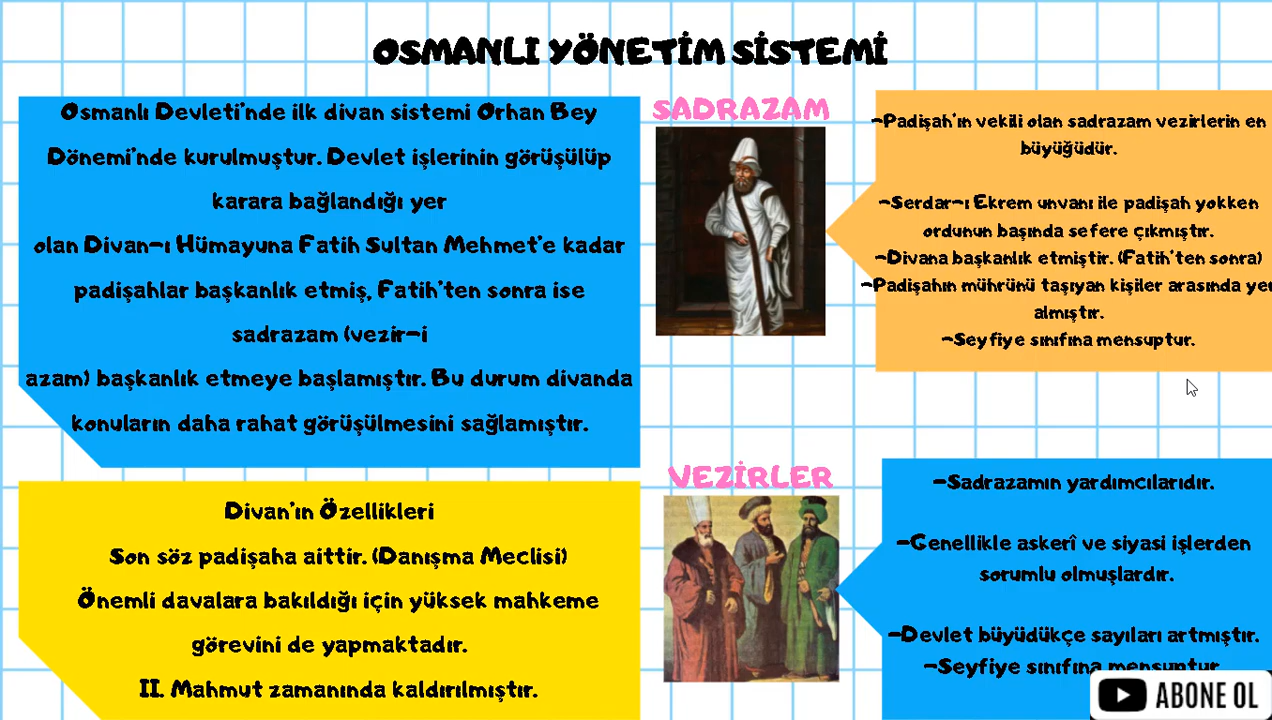 OSMANLI YÖNETİM SİSTEMİ
Osmanlı Devleti'nde ilk divan sistemi Orhan Bey
Dönemi'nde kurulmuştur. Devlet işlerinin görüşülüp
karara bağlandığı yer
olan Divan-ı Hümayuna Fatih Sultan Mehmet'e kadar
padişahlar başkanlık etmiş, Fatih'ten sonra ise
sadrazam (vezir-i
azam) başkanlık etmeye başlamıştır. Bu durum divanda
konuların daha rahat görüşülmesini sağlamıştır.
Divan'ın Özellikleri
Son söz padişaha aittir. (Danışma Meclisi)
Önemli davalara bakıldığı için yüksek mahkeme
görevini de yapmaktadır.
II. Mahmut zamanında kaldırılmıştır.
SADRAZAM
-Padişah'ın vekili olan sadrazam vezirlerin en
büyüğüdür.
-Serdar-ı Ekrem unvanı ile padişah yokken
ordunun başında sefere çıkmıştır.
-Divana başkanlık etmiştir. (Fatih'ten sonra)
-Padişahın mührünü taşıyan kişiler arasında yer
almıştır.
-Seyfiye sınıfına mensuptur.
VEZİRLER
-Sadrazamın yardımcılarıdır.
-Genellikle askerî ve siyasi işlerden
sorumlu olmuşlardır.
-Devlet büyüdükçe sayıları artmıştır.
-Seyfiye sınıfına mensuptur
ABONE OL